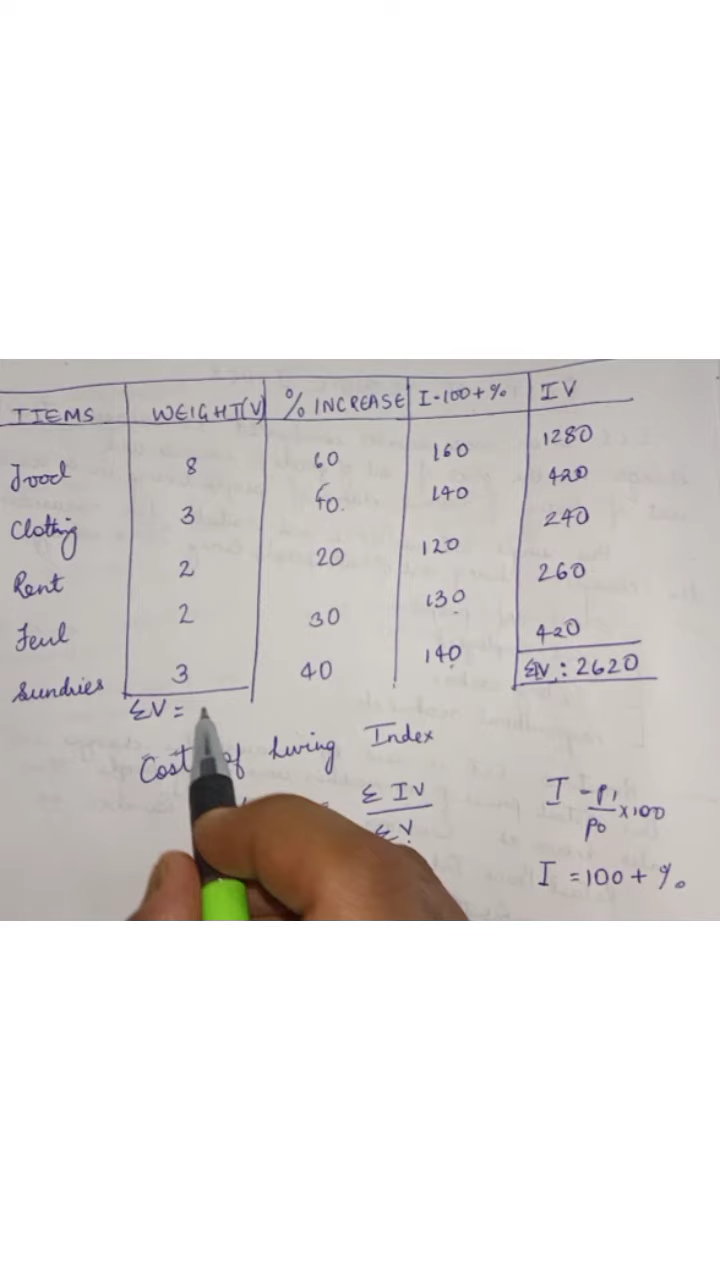 ITEMS WEIGHT(V) % INCREASE I-100+% IV
Food 8 60 160 1280
Clothing 3 40. 140 420
Rent 2 20 120 240
Feul 2 30 130 260
Sundries 3 40 140 420
ΣV = ΣIV : 2620
Cost of Living Index
= Σ IV
Σ V
I - P1 x100
P0
I = 100 + %